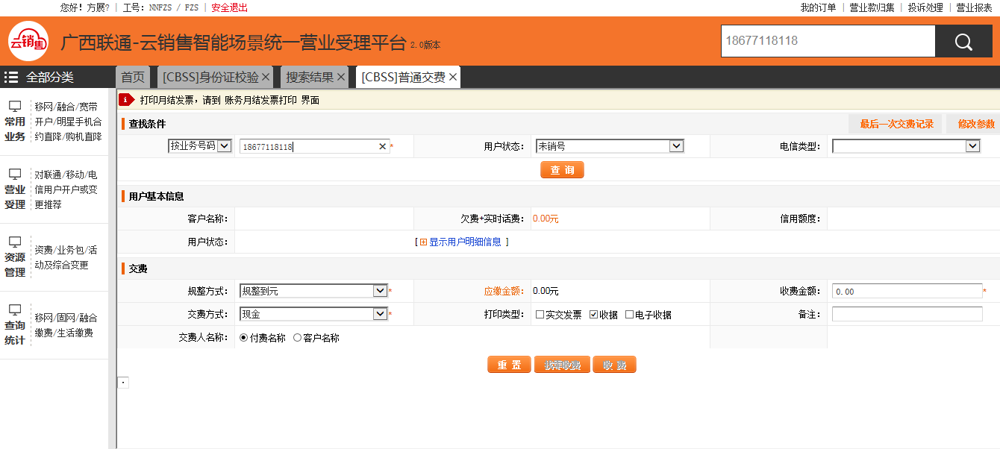 您好！方展? | 工号：NNFZS / FZS | 安全退出
我的订单 | 营业款归集 | 投诉处理 | 营业报表
云销售 广西联通-云销售智能场景统一营业受理平台 2.0版本
18677118118
全部分类
首页 [CBSS]身份证校验 × 搜索结果 × [CBSS]普通交费 ×
常用业务
移网/融合/宽带
开户/明星手机合
约直降/购机直降
营业受理
对联通/移动/电
信用户开户或变
更推荐
资源管理
资费/业务包/活
动及综合变更
查询统计
移网/固网/融合
缴费/生活缴费
打印月结发票，请到 账务月结发票打印 界面
查找条件 最后一次交费记录 修改参数
按业务号码 18677118118 × * 用户状态： 未销号 电信类型：
查 询
用户基本信息
客户名称： 欠费+实时话费： 0.00元 信用额度：
用户状态： [ 显示用户明细信息 ]
交费
规整方式： 规整到元 * 应缴金额： 0.00元 收费金额： 0.00 *
交费方式： 现金 * 打印类型： 实交发票 收据 电子收据 备注：
交费人名称： 付费名称 客户名称
重 置 找零收费 收 费